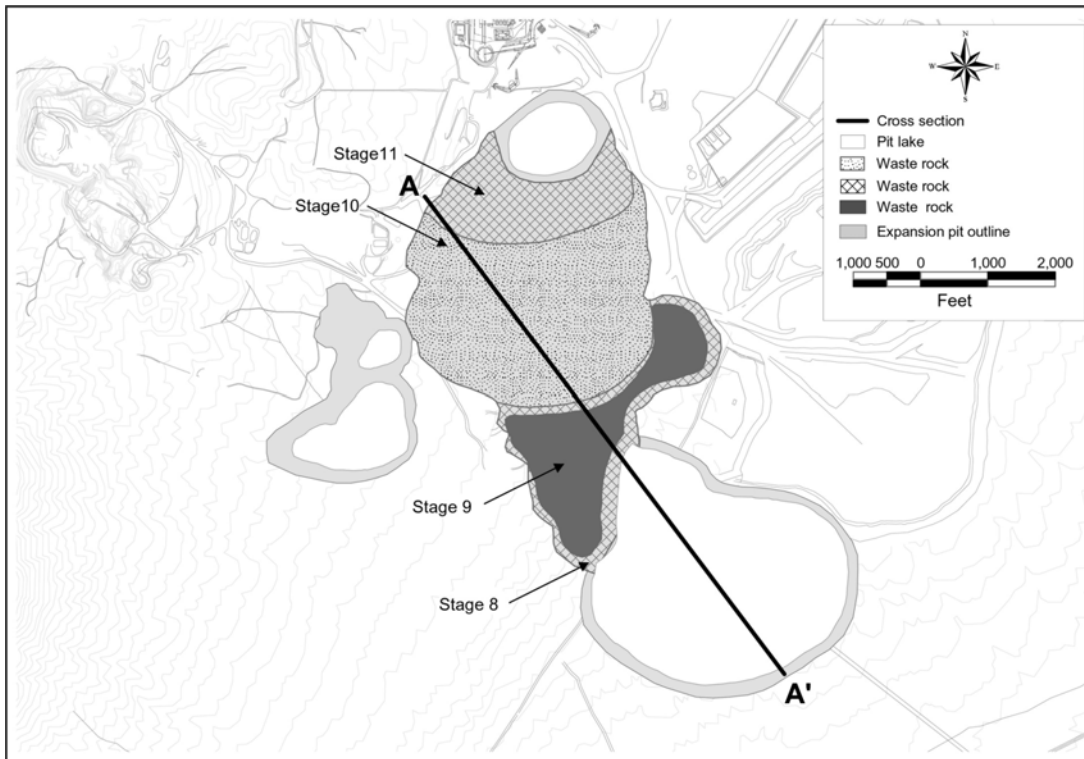 N
W E
S
Cross section
Pit lake
Waste rock
Waste rock
Waste rock
Expansion pit outline
1,000 500 0 1,000 2,000
Feet
Stage11
A
Stage10
Stage 9
Stage 8
A'